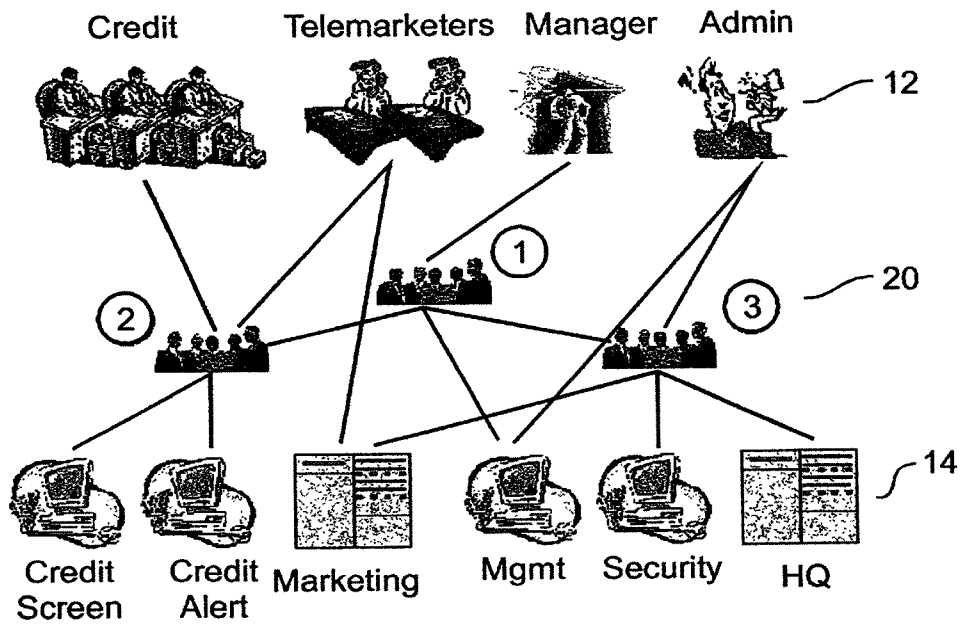 Credit
Telemarketers
Manager
Admin
12
1
2
3
20
14
Credit
Screen
Credit
Alert
Marketing
Mgmt
Security
HQ